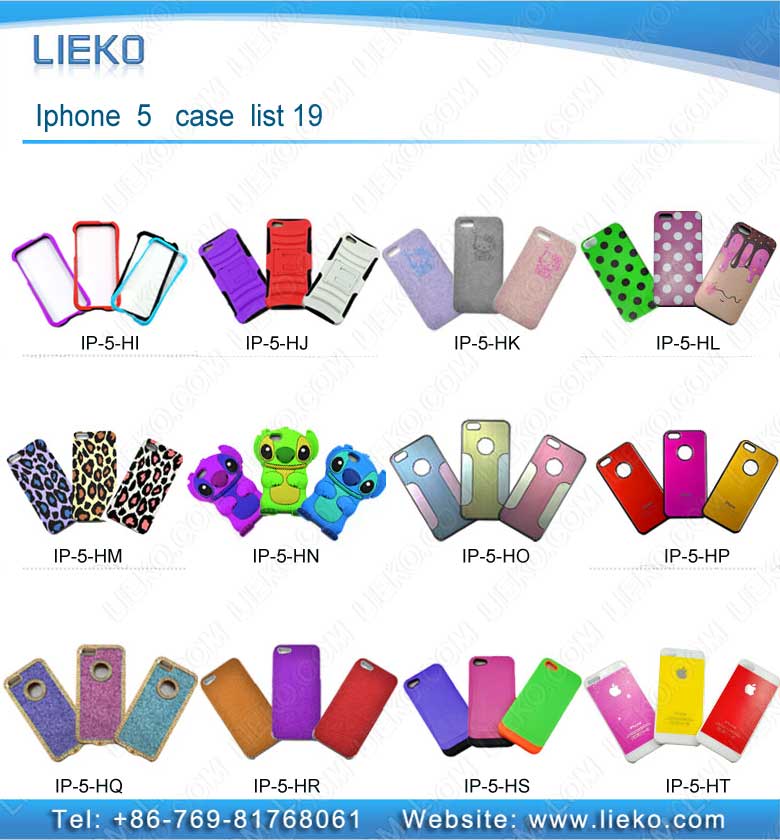 LIEKO
Iphone 5 case list 19
IP-5-HI IP-5-HJ IP-5-HK IP-5-HL
IP-5-HM IP-5-HN IP-5-HO IP-5-HP
IP-5-HQ IP-5-HR IP-5-HS IP-5-HT
Tel: +86-769-81768061 Website: www.lieko.com